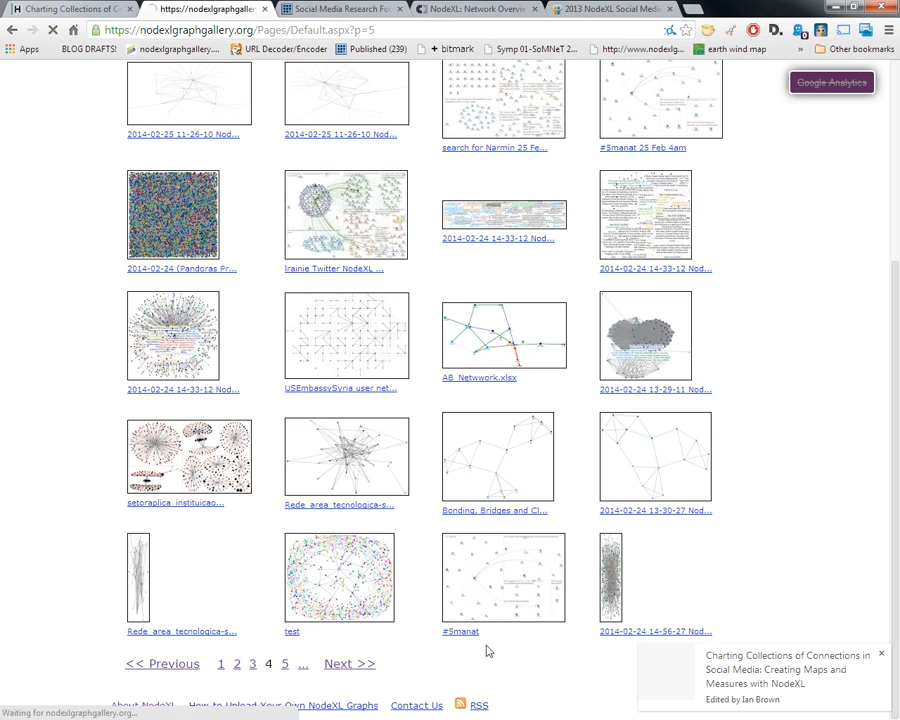 Charting Collections of C
https://nodexlgraphgaller
Social Media Research Fo
NodeXL: Network Overvie
2013 NodeXL Social Media
https://nodexlgraphgallery.org/Pages/Default.aspx?p=5
Apps
BLOG DRAFTS!
nodexlgraphgallery....
URL Decoder/Encoder
Published (239)
+ bitmark
Symp 01-SoMNET 2...
http://www.nodexlg...
earth wind map
»
Other bookmarks
Google Analytics
2014-02-25 11-26-10 Nod...
2014-02-25 11-26-10 Nod...
search for Nərmin 25 Fe...
#5manat 25 Feb 4am
2014-02-24 (Pandoras Pr...
lrainie Twitter NodeXL ...
2014-02-24 14-33-12 Nod...
2014-02-24 14-33-12 Nod...
2014-02-24 14-33-12 Nod...
USEmbassySyria user net...
AB_Netwwork.xlsx
2014-02-24 13-29-11 Nod...
setoraplica_instituicao...
Rede_area_tecnologica-s...
Bonding, Bridges and Cl...
2014-02-24 13-30-27 Nod...
Rede_area_tecnologica-s...
test
#5manat
2014-02-24 14-56-27 Nod...
<< Previous 1 2 3 4 5 ... Next >>
About NodeXL How to Upload Your Own NodeXL Graphs Contact Us RSS
Charting Collections of Connections in
Social Media: Creating Maps and
Measures with NodeXL
Edited by Ian Brown
Waiting for nodexlgraphgallery.org...